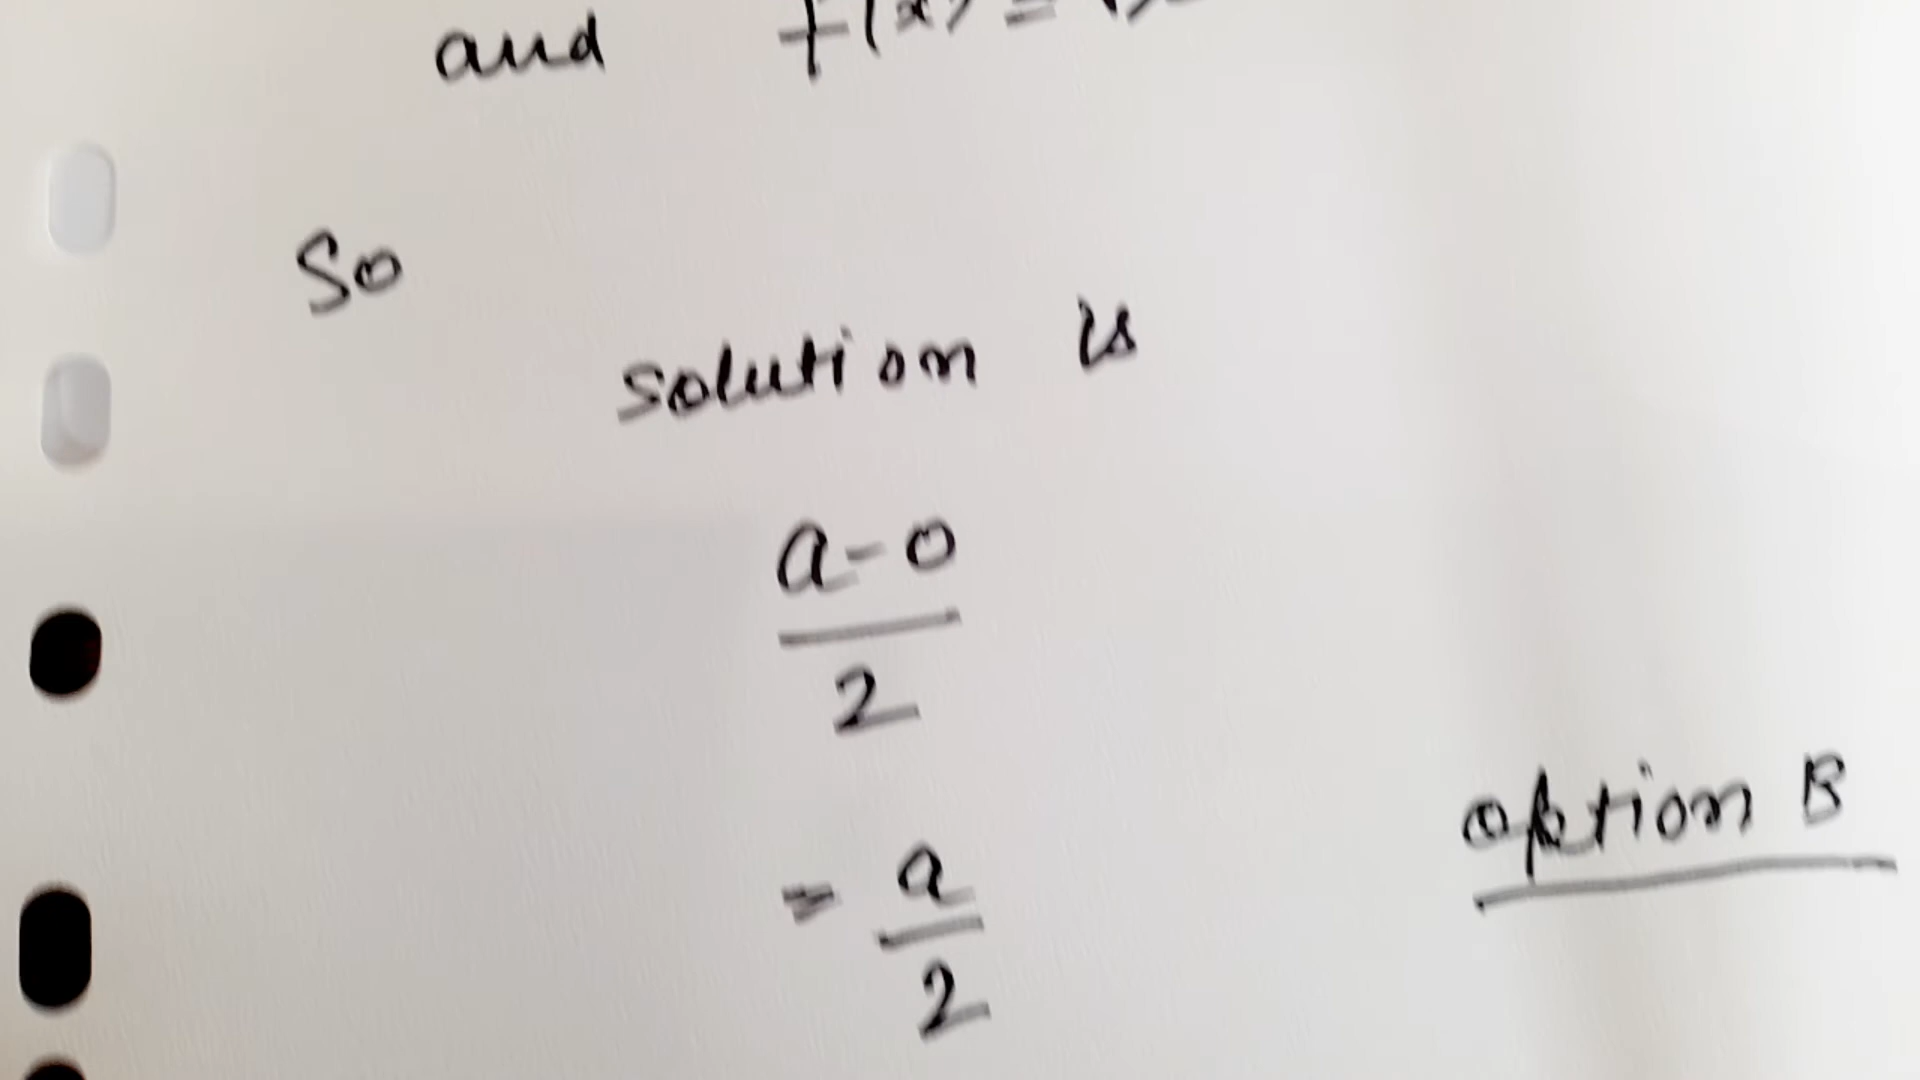 and f(x) =
So
solution is
a-0
2
= a
2
option B